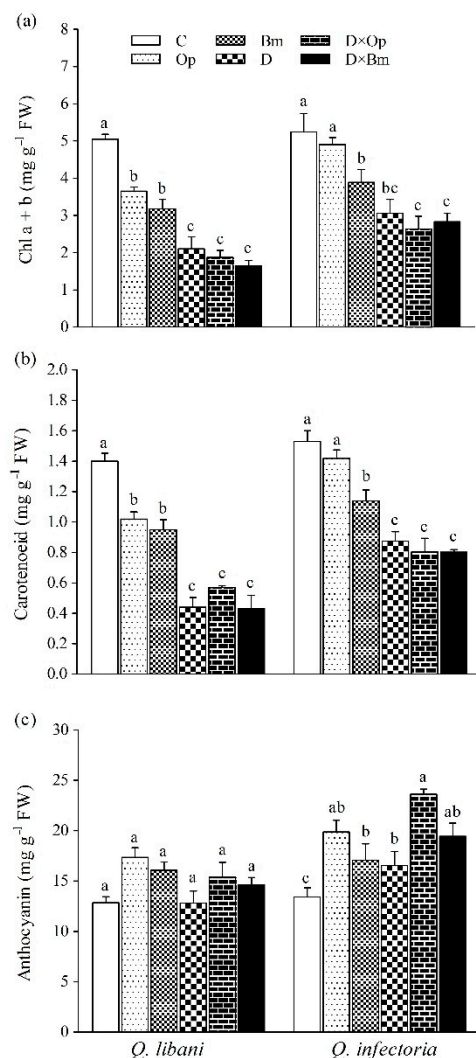 (a)
C Bm D×Op
Op D D×Bm
Chl a + b (mg g⁻¹ FW)
8
7
6
5
4
3
2
1
0
a b b c c c
a a b bc c c
(b)
Carotenoeid (mg g⁻¹ FW)
2.0
1.8
1.6
1.4
1.2
1.0
0.8
0.6
0.4
0.2
0.0
a b b c c c
a a b c c c
(c)
Anthocyanin (mg g⁻¹ FW)
30
25
20
15
10
5
0
a a a a a a
c ab b b a ab
Q. libani Q. infectoria